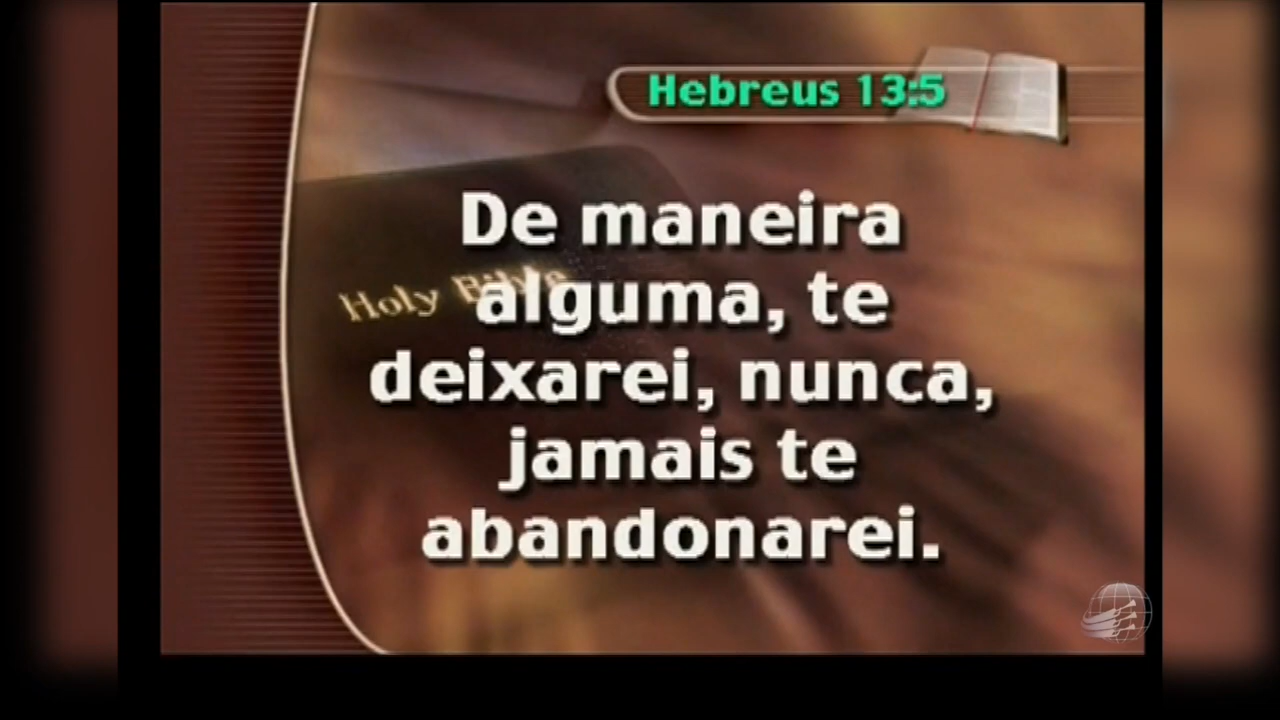 Hebreus 13:5
De maneira
Holy Bible
alguma, te
deixarei, nunca,
jamais te
abandonarei.